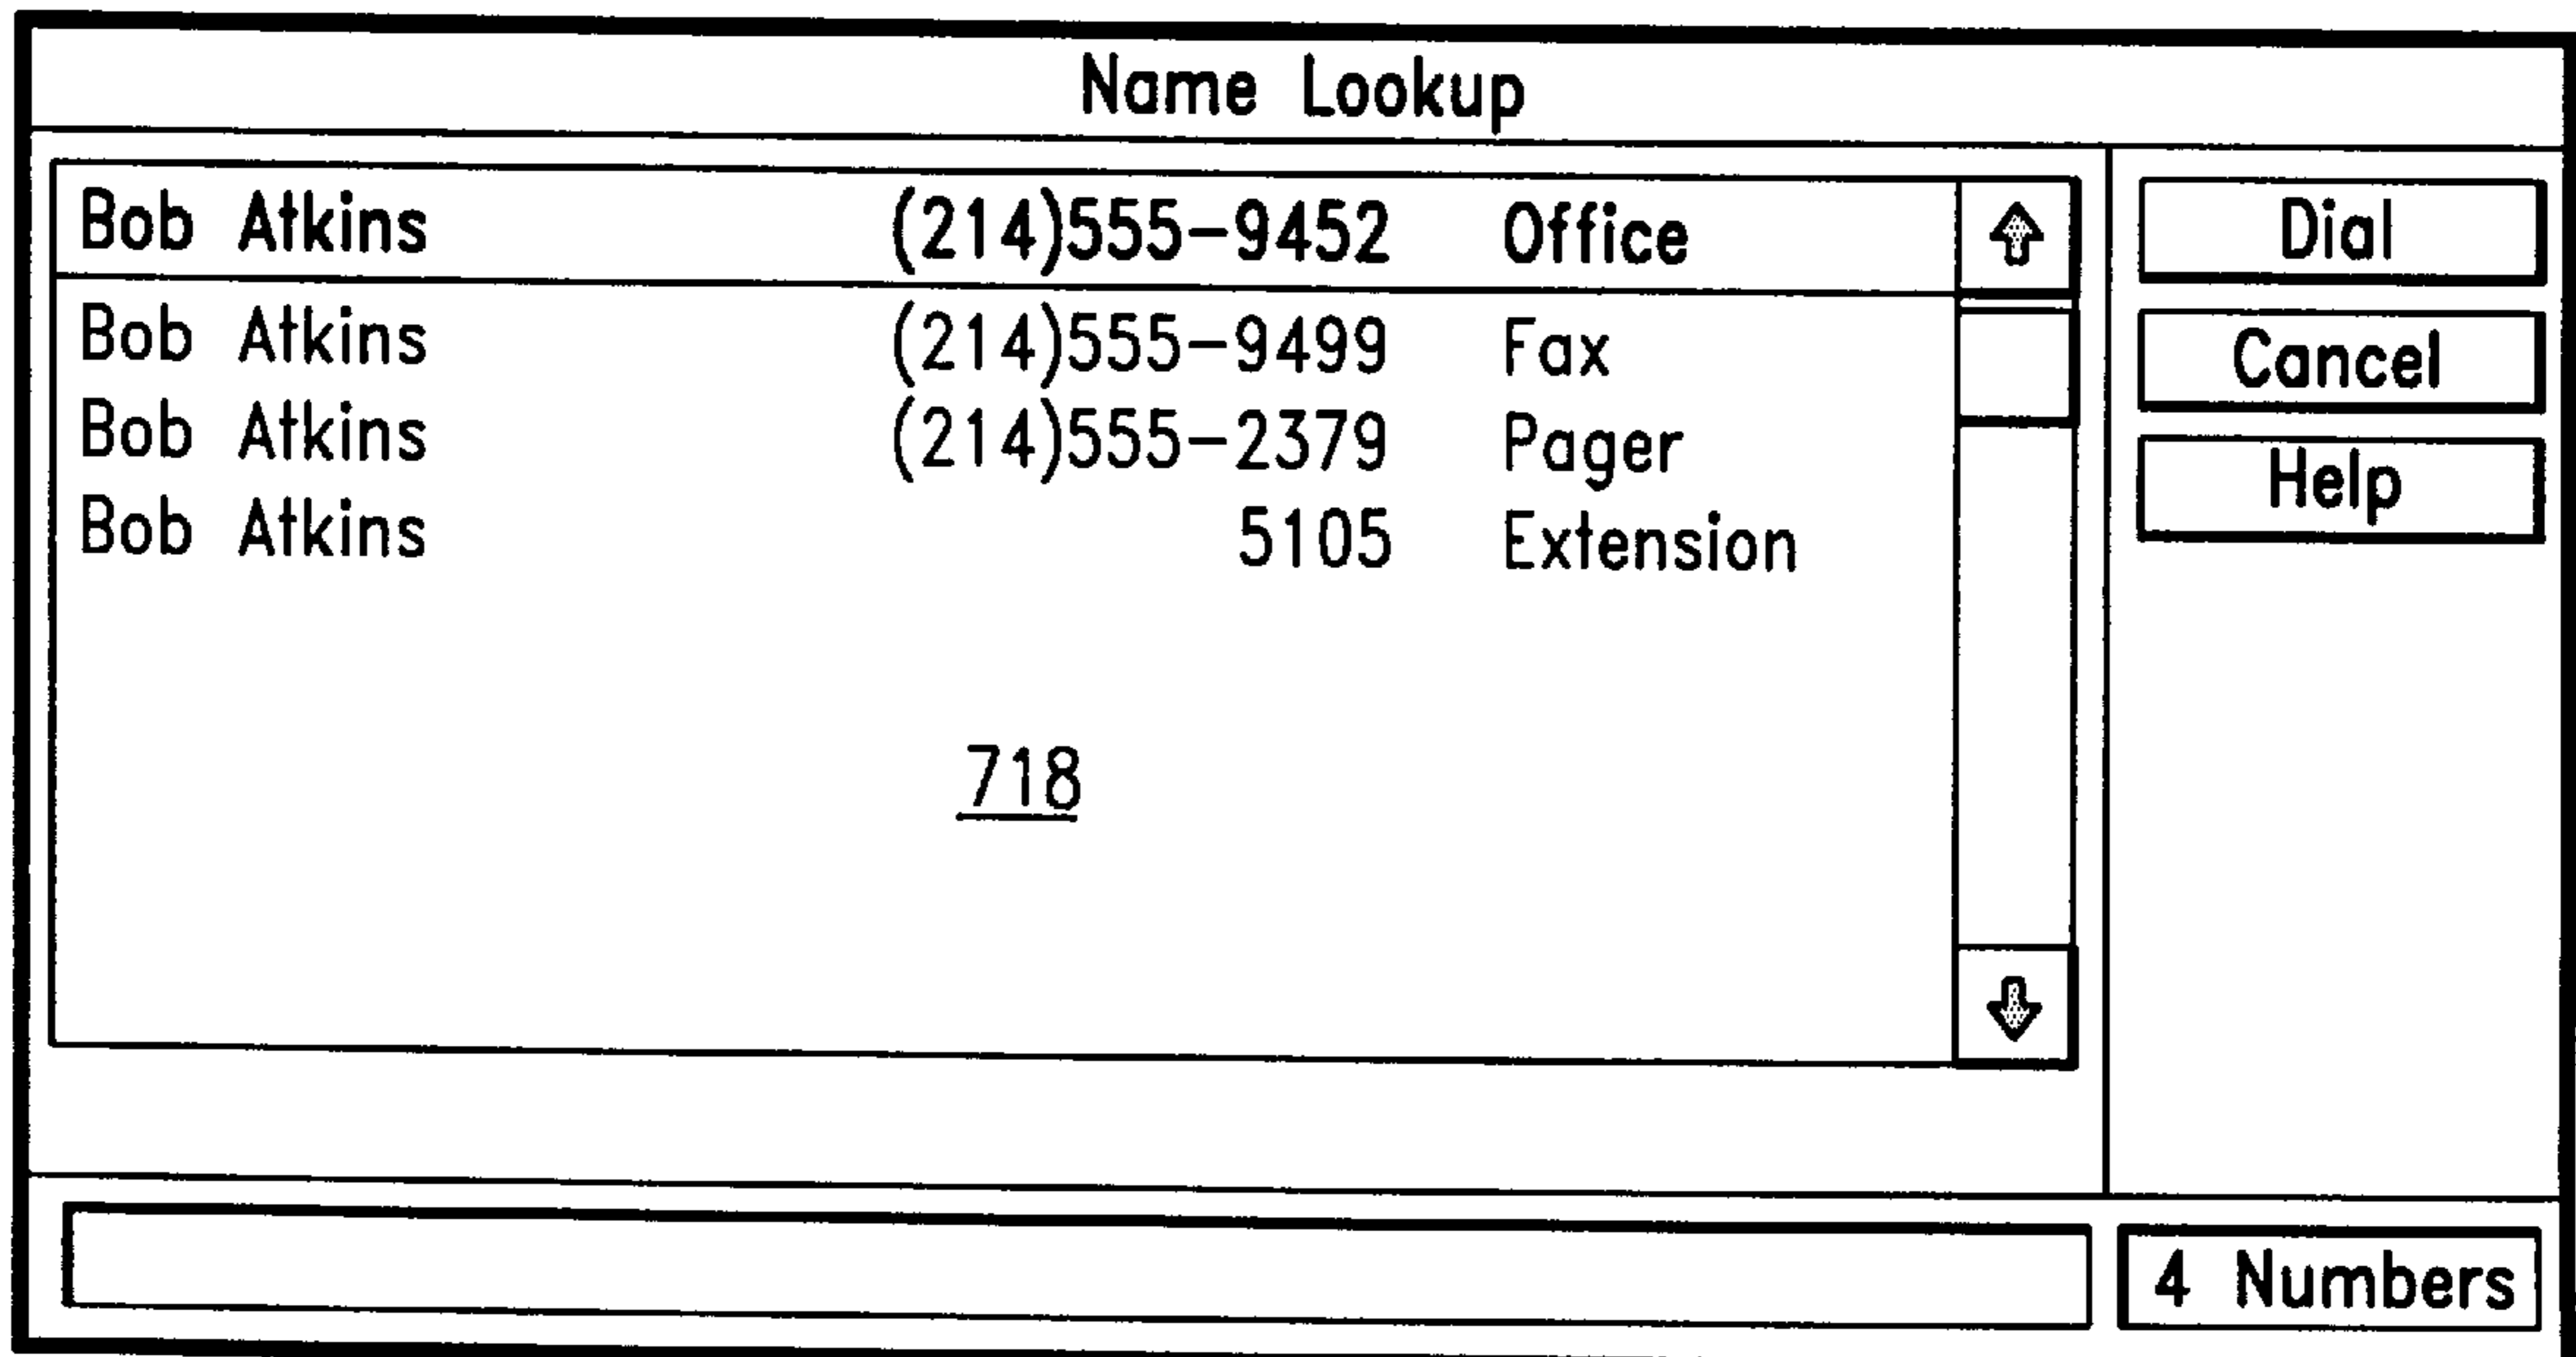 Name Lookup
Bob Atkins (214)555-9452 Office
Bob Atkins (214)555-9499 Fax
Bob Atkins (214)555-2379 Pager
Bob Atkins 5105 Extension
718
Dial
Cancel
Help
4 Numbers